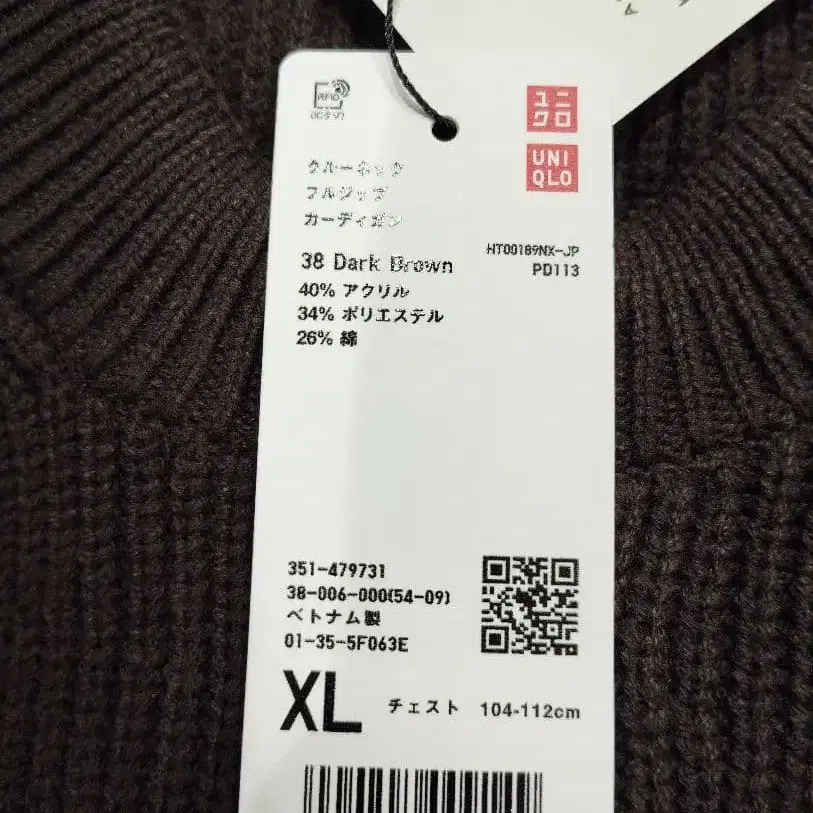 RFID
(ICタグ)
ユニ
クロ
UNI
QLO
クルーネック
フルジップ
カーディガン
HT00189NX-JP
38 Dark Brown
PD113
40% アクリル
34% ポリエステル
26% 綿
351-479731
38-006-000(54-09)
ベトナム製
01-35-5F063E
XL チェスト 104-112cm